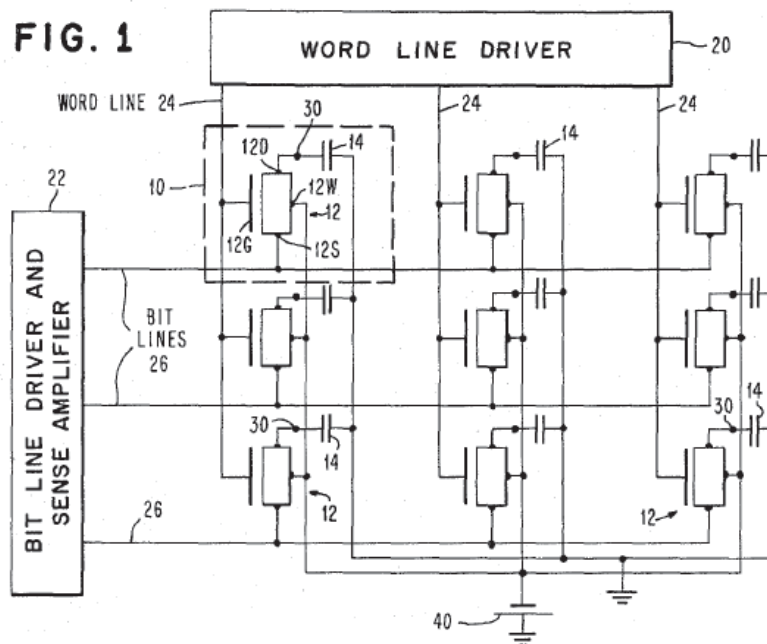 FIG. 1
WORD LINE DRIVER
20
WORD LINE 24
24
24
30
14
14
12D
10
12W
12
12G
12S
22
BIT LINE DRIVER AND
SENSE AMPLIFIER
BIT
LINES
26
30
14
30
14
12
12
26
40